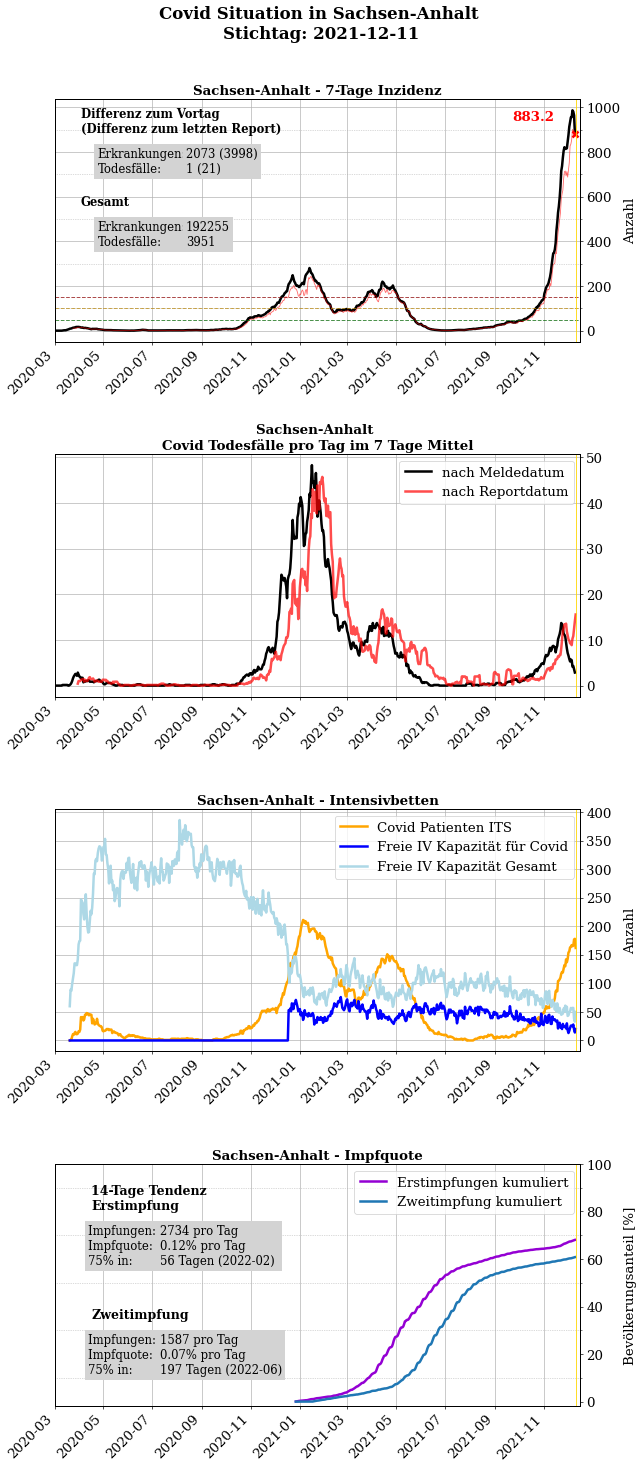 Covid Situation in Sachsen-Anhalt
Stichtag: 2021-12-11
Sachsen-Anhalt - 7-Tage Inzidenz
Differenz zum Vortag
(Differenz zum letzten Report)
Erkrankungen 2073 (3998)
Todesfälle: 1 (21)
Gesamt
Erkrankungen 192255
Todesfälle: 3951
883.2
1000
800
600
400
200
0
Anzahl
2020-03
2020-05
2020-07
2020-09
2020-11
2021-01
2021-03
2021-05
2021-07
2021-09
2021-11
Sachsen-Anhalt
Covid Todesfälle pro Tag im 7 Tage Mittel
nach Meldedatum
nach Reportdatum
50
40
30
20
10
0
2020-03
2020-05
2020-07
2020-09
2020-11
2021-01
2021-03
2021-05
2021-07
2021-09
2021-11
Sachsen-Anhalt - Intensivbetten
Covid Patienten ITS
Freie IV Kapazität für Covid
Freie IV Kapazität Gesamt
400
350
300
250
200
150
100
50
0
Anzahl
2020-03
2020-05
2020-07
2020-09
2020-11
2021-01
2021-03
2021-05
2021-07
2021-09
2021-11
Sachsen-Anhalt - Impfquote
14-Tage Tendenz
Erstimpfung
Impfungen: 2734 pro Tag
Impfquote: 0.12% pro Tag
75% in: 56 Tagen (2022-02)
Zweitimpfung
Impfungen: 1587 pro Tag
Impfquote: 0.07% pro Tag
75% in: 197 Tagen (2022-06)
Erstimpfungen kumuliert
Zweitimpfung kumuliert
100
80
60
40
20
0
Bevölkerungsanteil [%]
2020-03
2020-05
2020-07
2020-09
2020-11
2021-01
2021-03
2021-05
2021-07
2021-09
2021-11